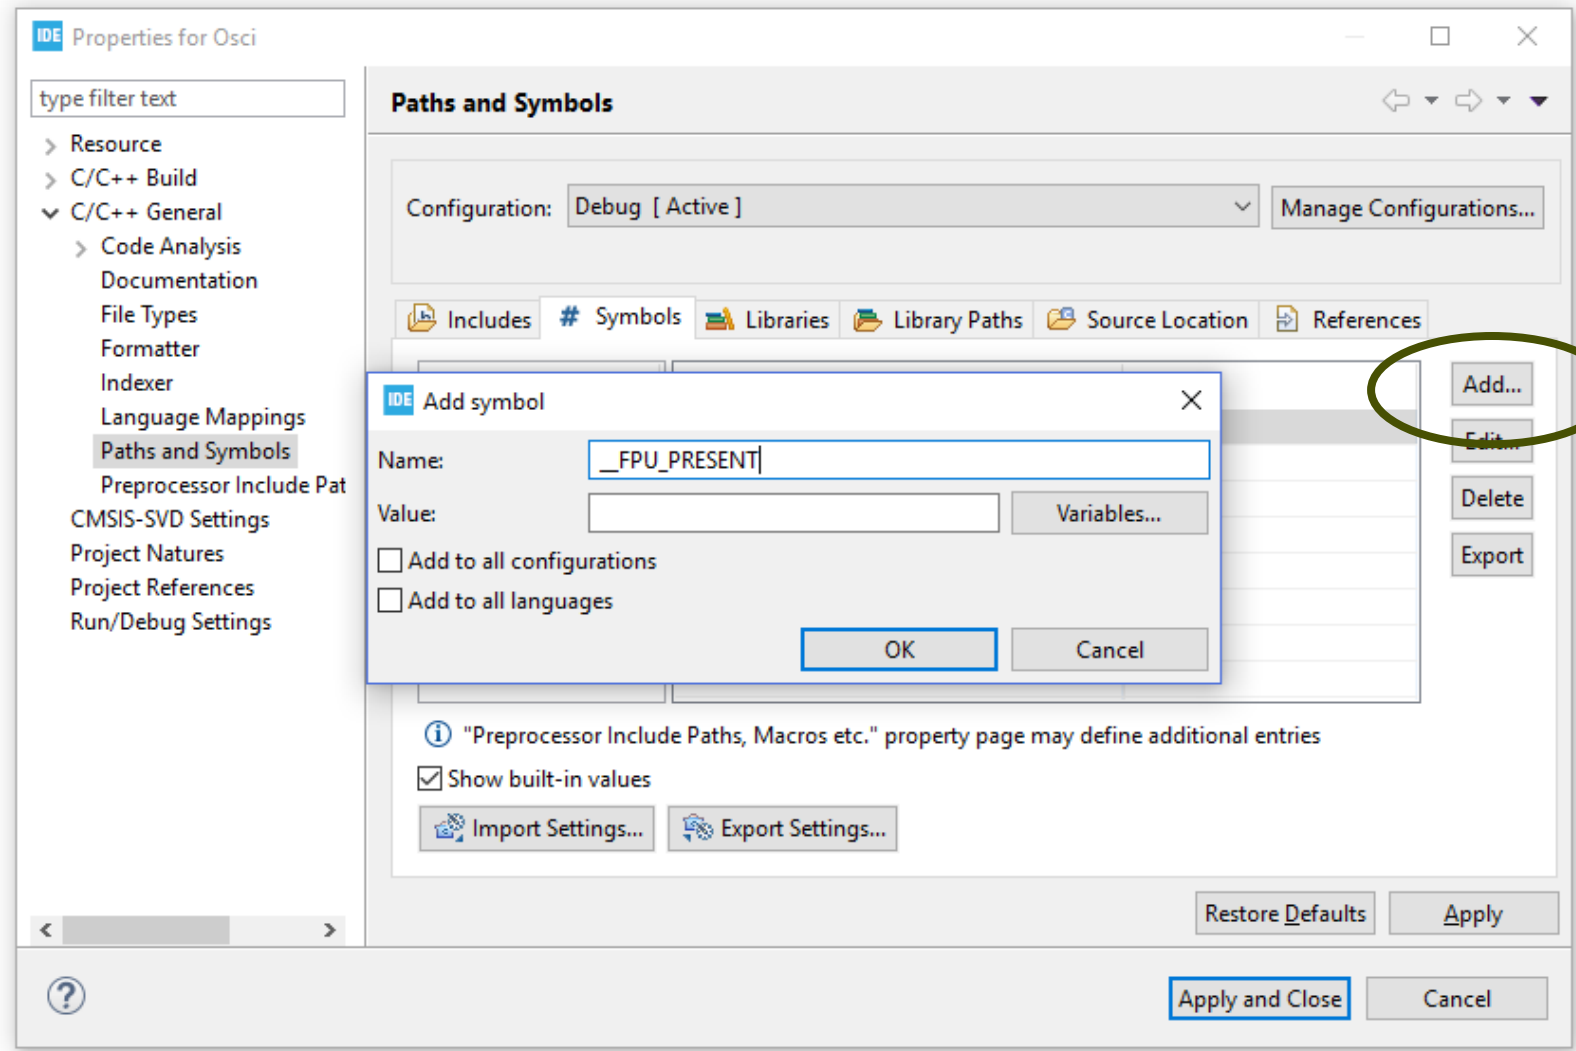 IDE Properties for Osci
type filter text
Resource
C/C++ Build
C/C++ General
Code Analysis
Documentation
File Types
Formatter
Indexer
Language Mappings
Paths and Symbols
Preprocessor Include Pat
CMSIS-SVD Settings
Project Natures
Project References
Run/Debug Settings
Paths and Symbols
Configuration: Debug [ Active ] Manage Configurations...
Includes # Symbols Libraries Library Paths Source Location References
Add...
Edit...
Delete
Export
IDE Add symbol
Name: __FPU_PRESENT
Value: Variables...
Add to all configurations
Add to all languages
OK Cancel
"Preprocessor Include Paths, Macros etc." property page may define additional entries
Show built-in values
Import Settings... Export Settings...
Restore Defaults Apply
? Apply and Close Cancel